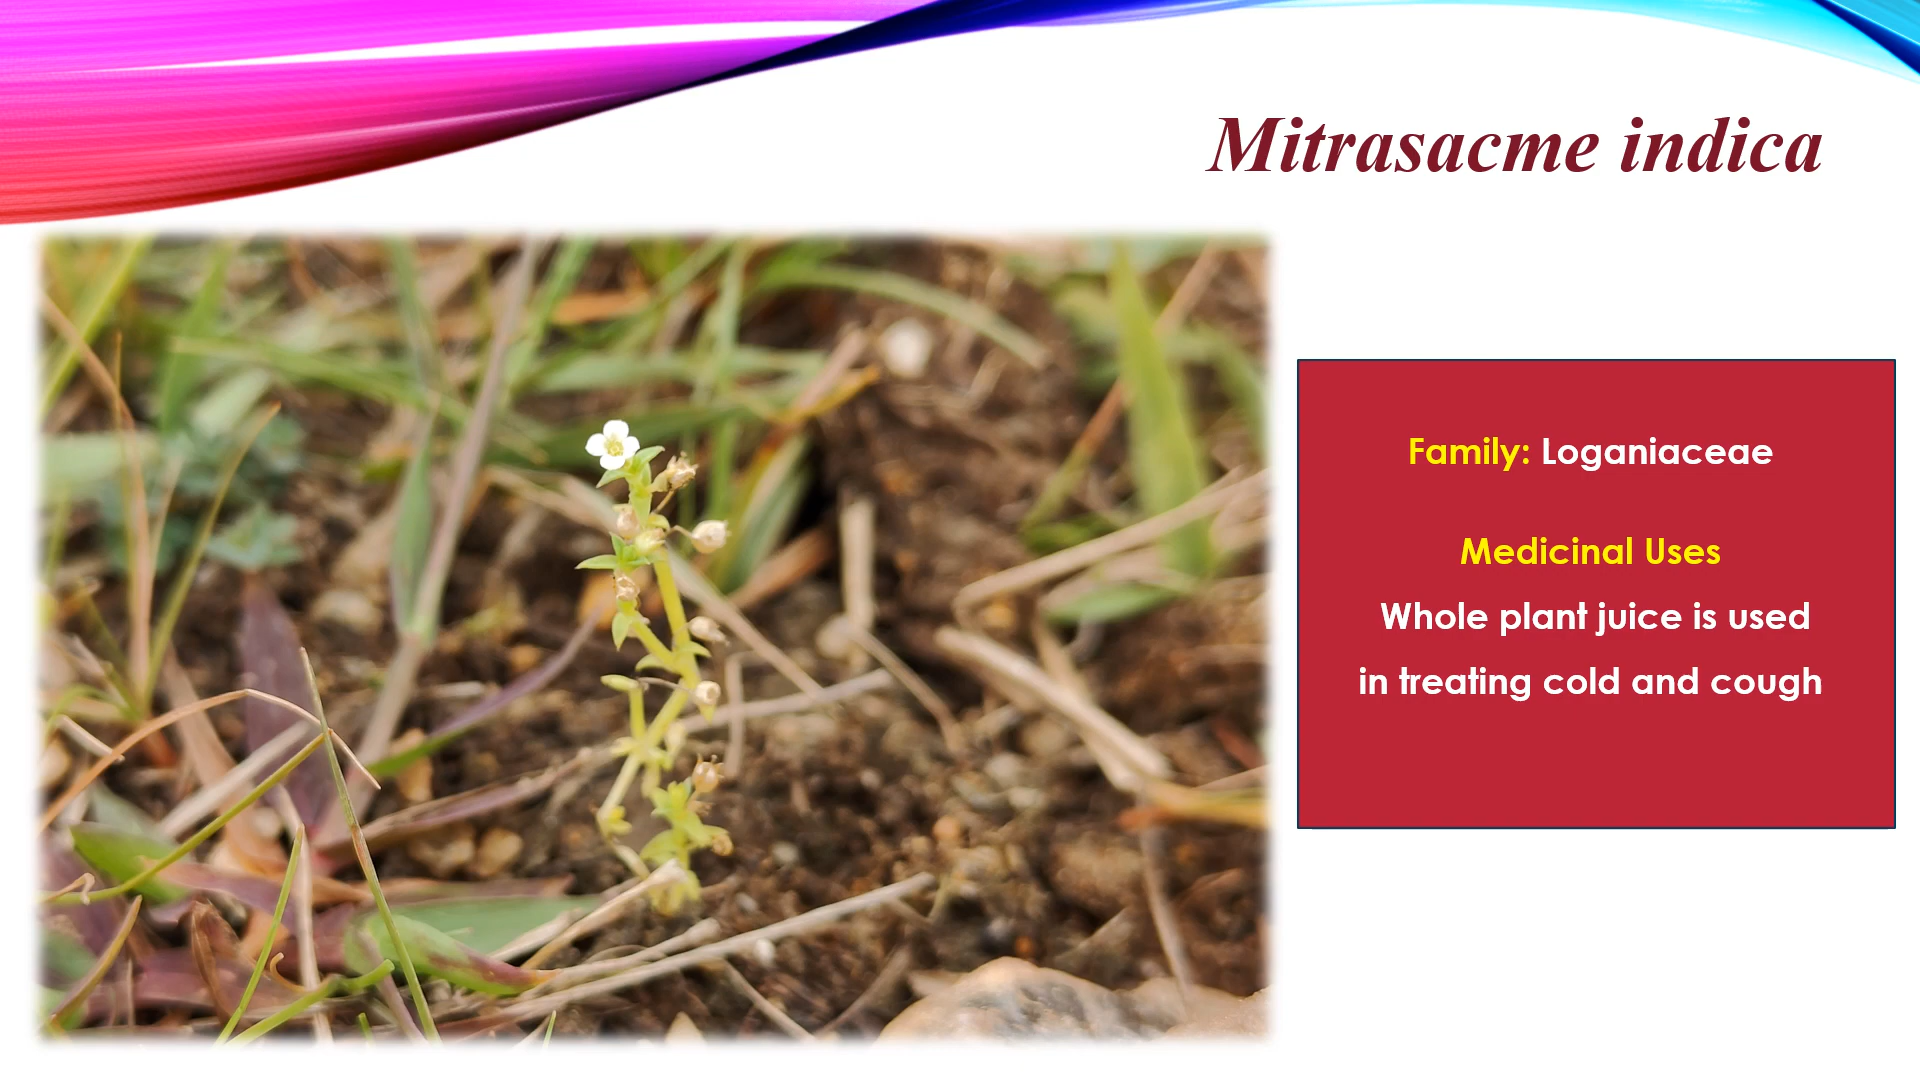 Mitrasacme indica
Family: Loganiaceae
Medicinal Uses
Whole plant juice is used
in treating cold and cough